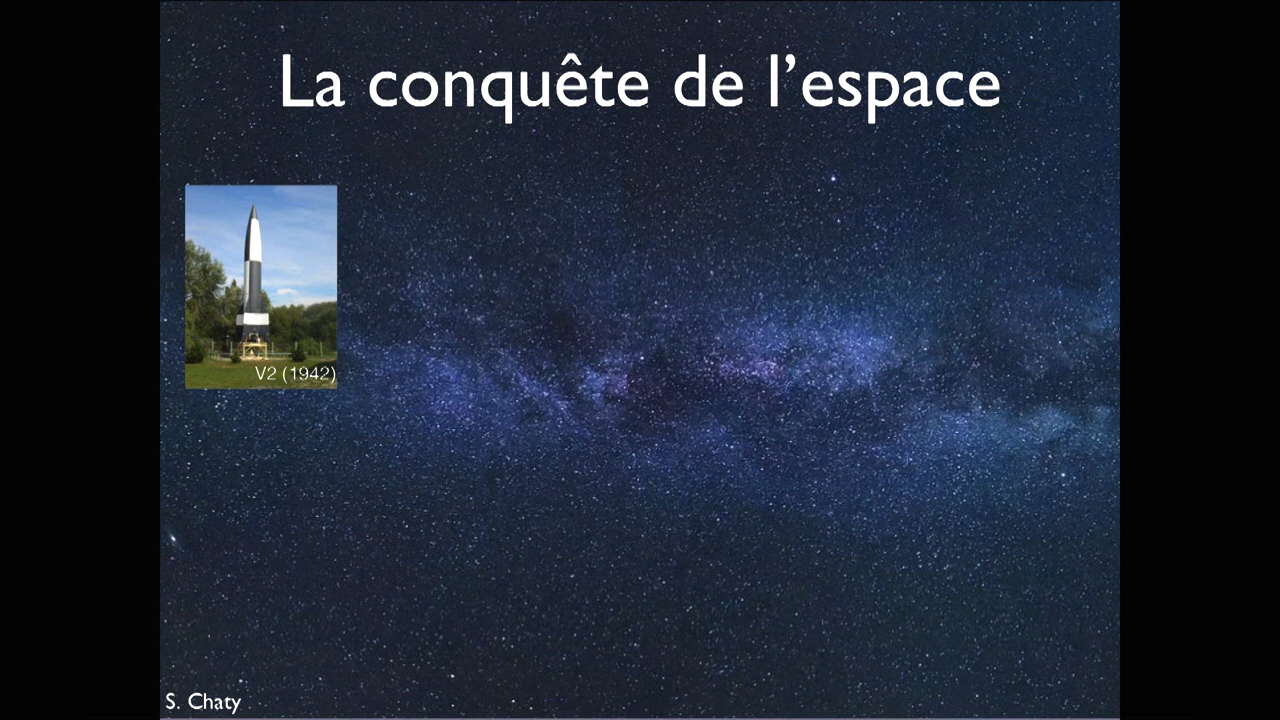 La conquête de l’espace
V2 (1942)
S. Chaty